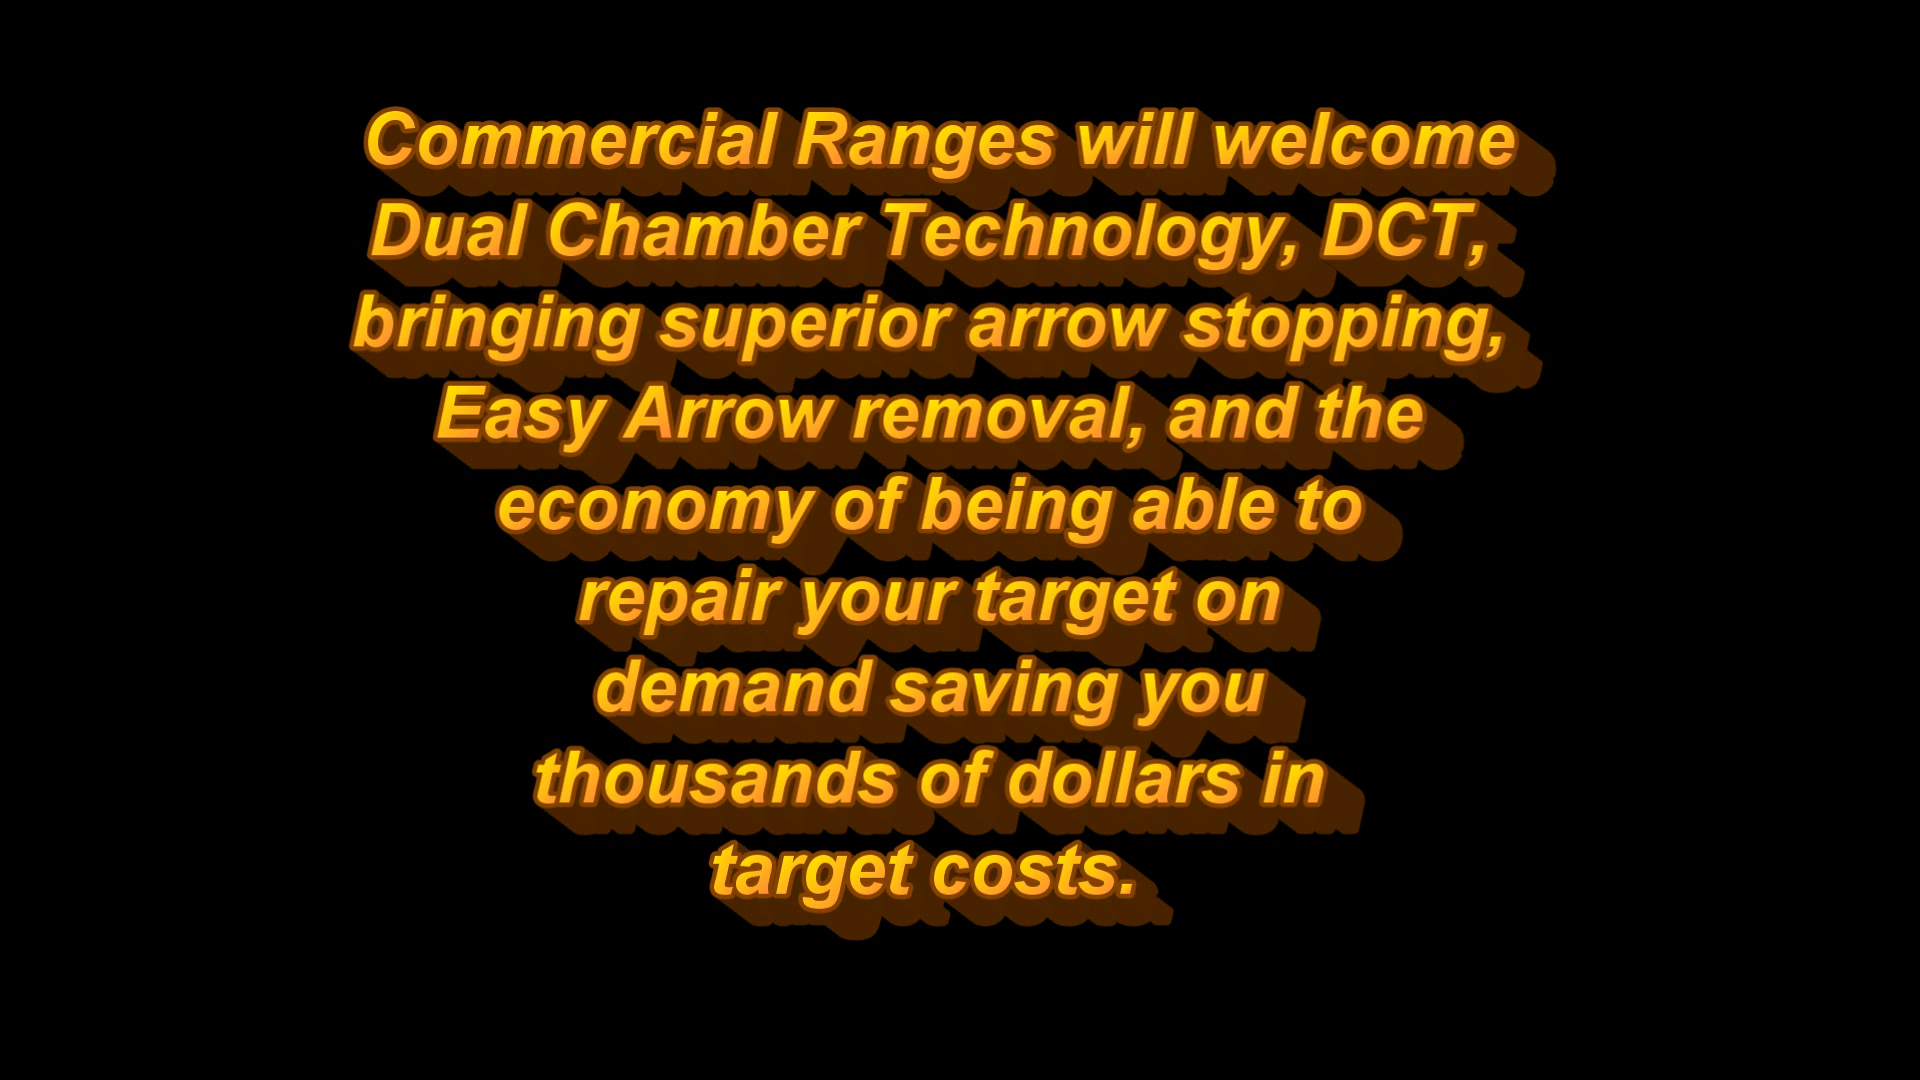 Commercial Ranges will welcome
Dual Chamber Technology, DCT,
bringing superior arrow stopping,
Easy Arrow removal, and the
economy of being able to
repair your target on
demand saving you
thousands of dollars in
target costs.